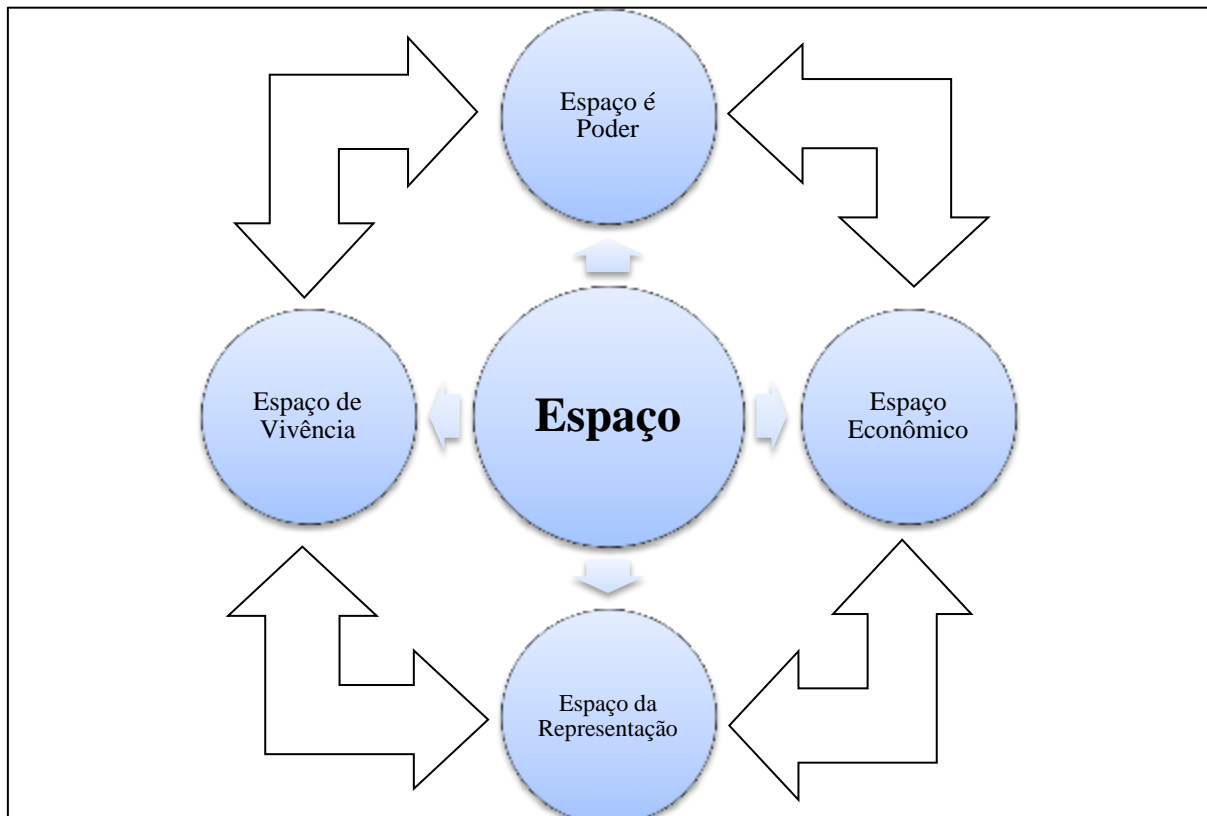 Espaço é
Poder
Espaço de
Vivência
Espaço
Espaço
Econômico
Espaço da
Representação